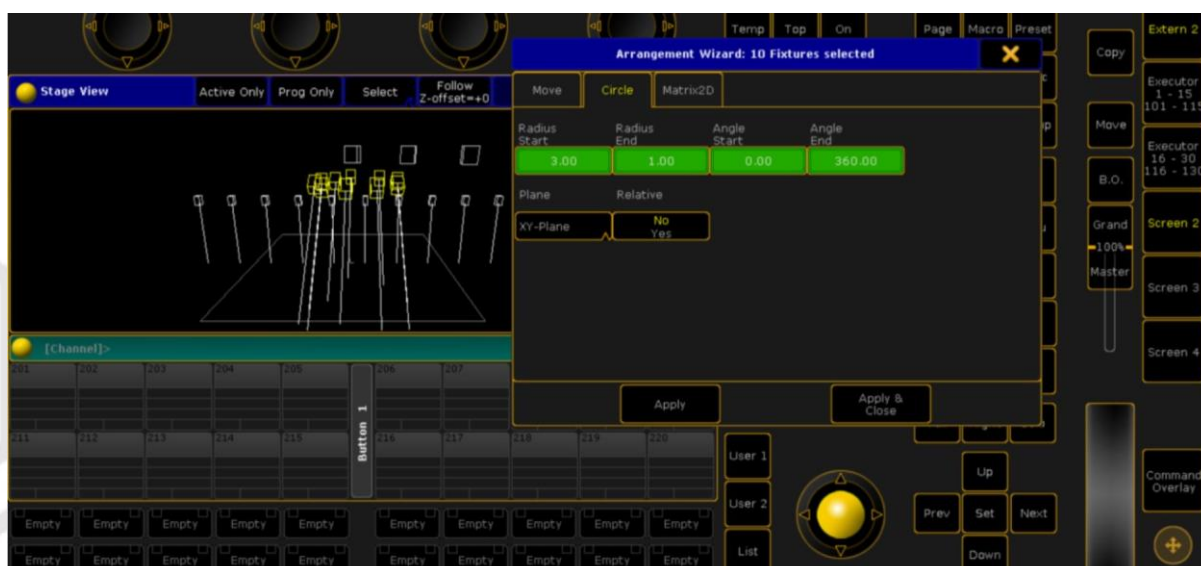 Temp Top On Page Macro Preset Extern 2
Arrangement Wizard: 10 Fixtures selected
Copy
Stage View Active Only Prog Only Select Follow
Z-offset=+0
Move Circle Matrix2D
Executor
1 - 15
101 - 115
Radius
Start
Radius
End
Angle
Start
Angle
End
3.00 1.00 0.00 360.00
Move
Executor
16 - 30
116 - 130
B.O.
Plane Relative
XY-Plane No
Yes
Grand
100%
Master
Screen 2
Screen 3
[Channel]>
Screen 4
201 202 203 204 205 206 207
Apply Apply &
Close
Button 1
211 212 213 214 215 216 217 218 219 220
User 1
Up
Command
Overlay
User 2
Prev Set Next
Empty Empty Empty Empty Empty Empty Empty Empty Empty Empty
List
Down
Empty Empty Empty Empty Empty Empty Empty Empty Empty Empty